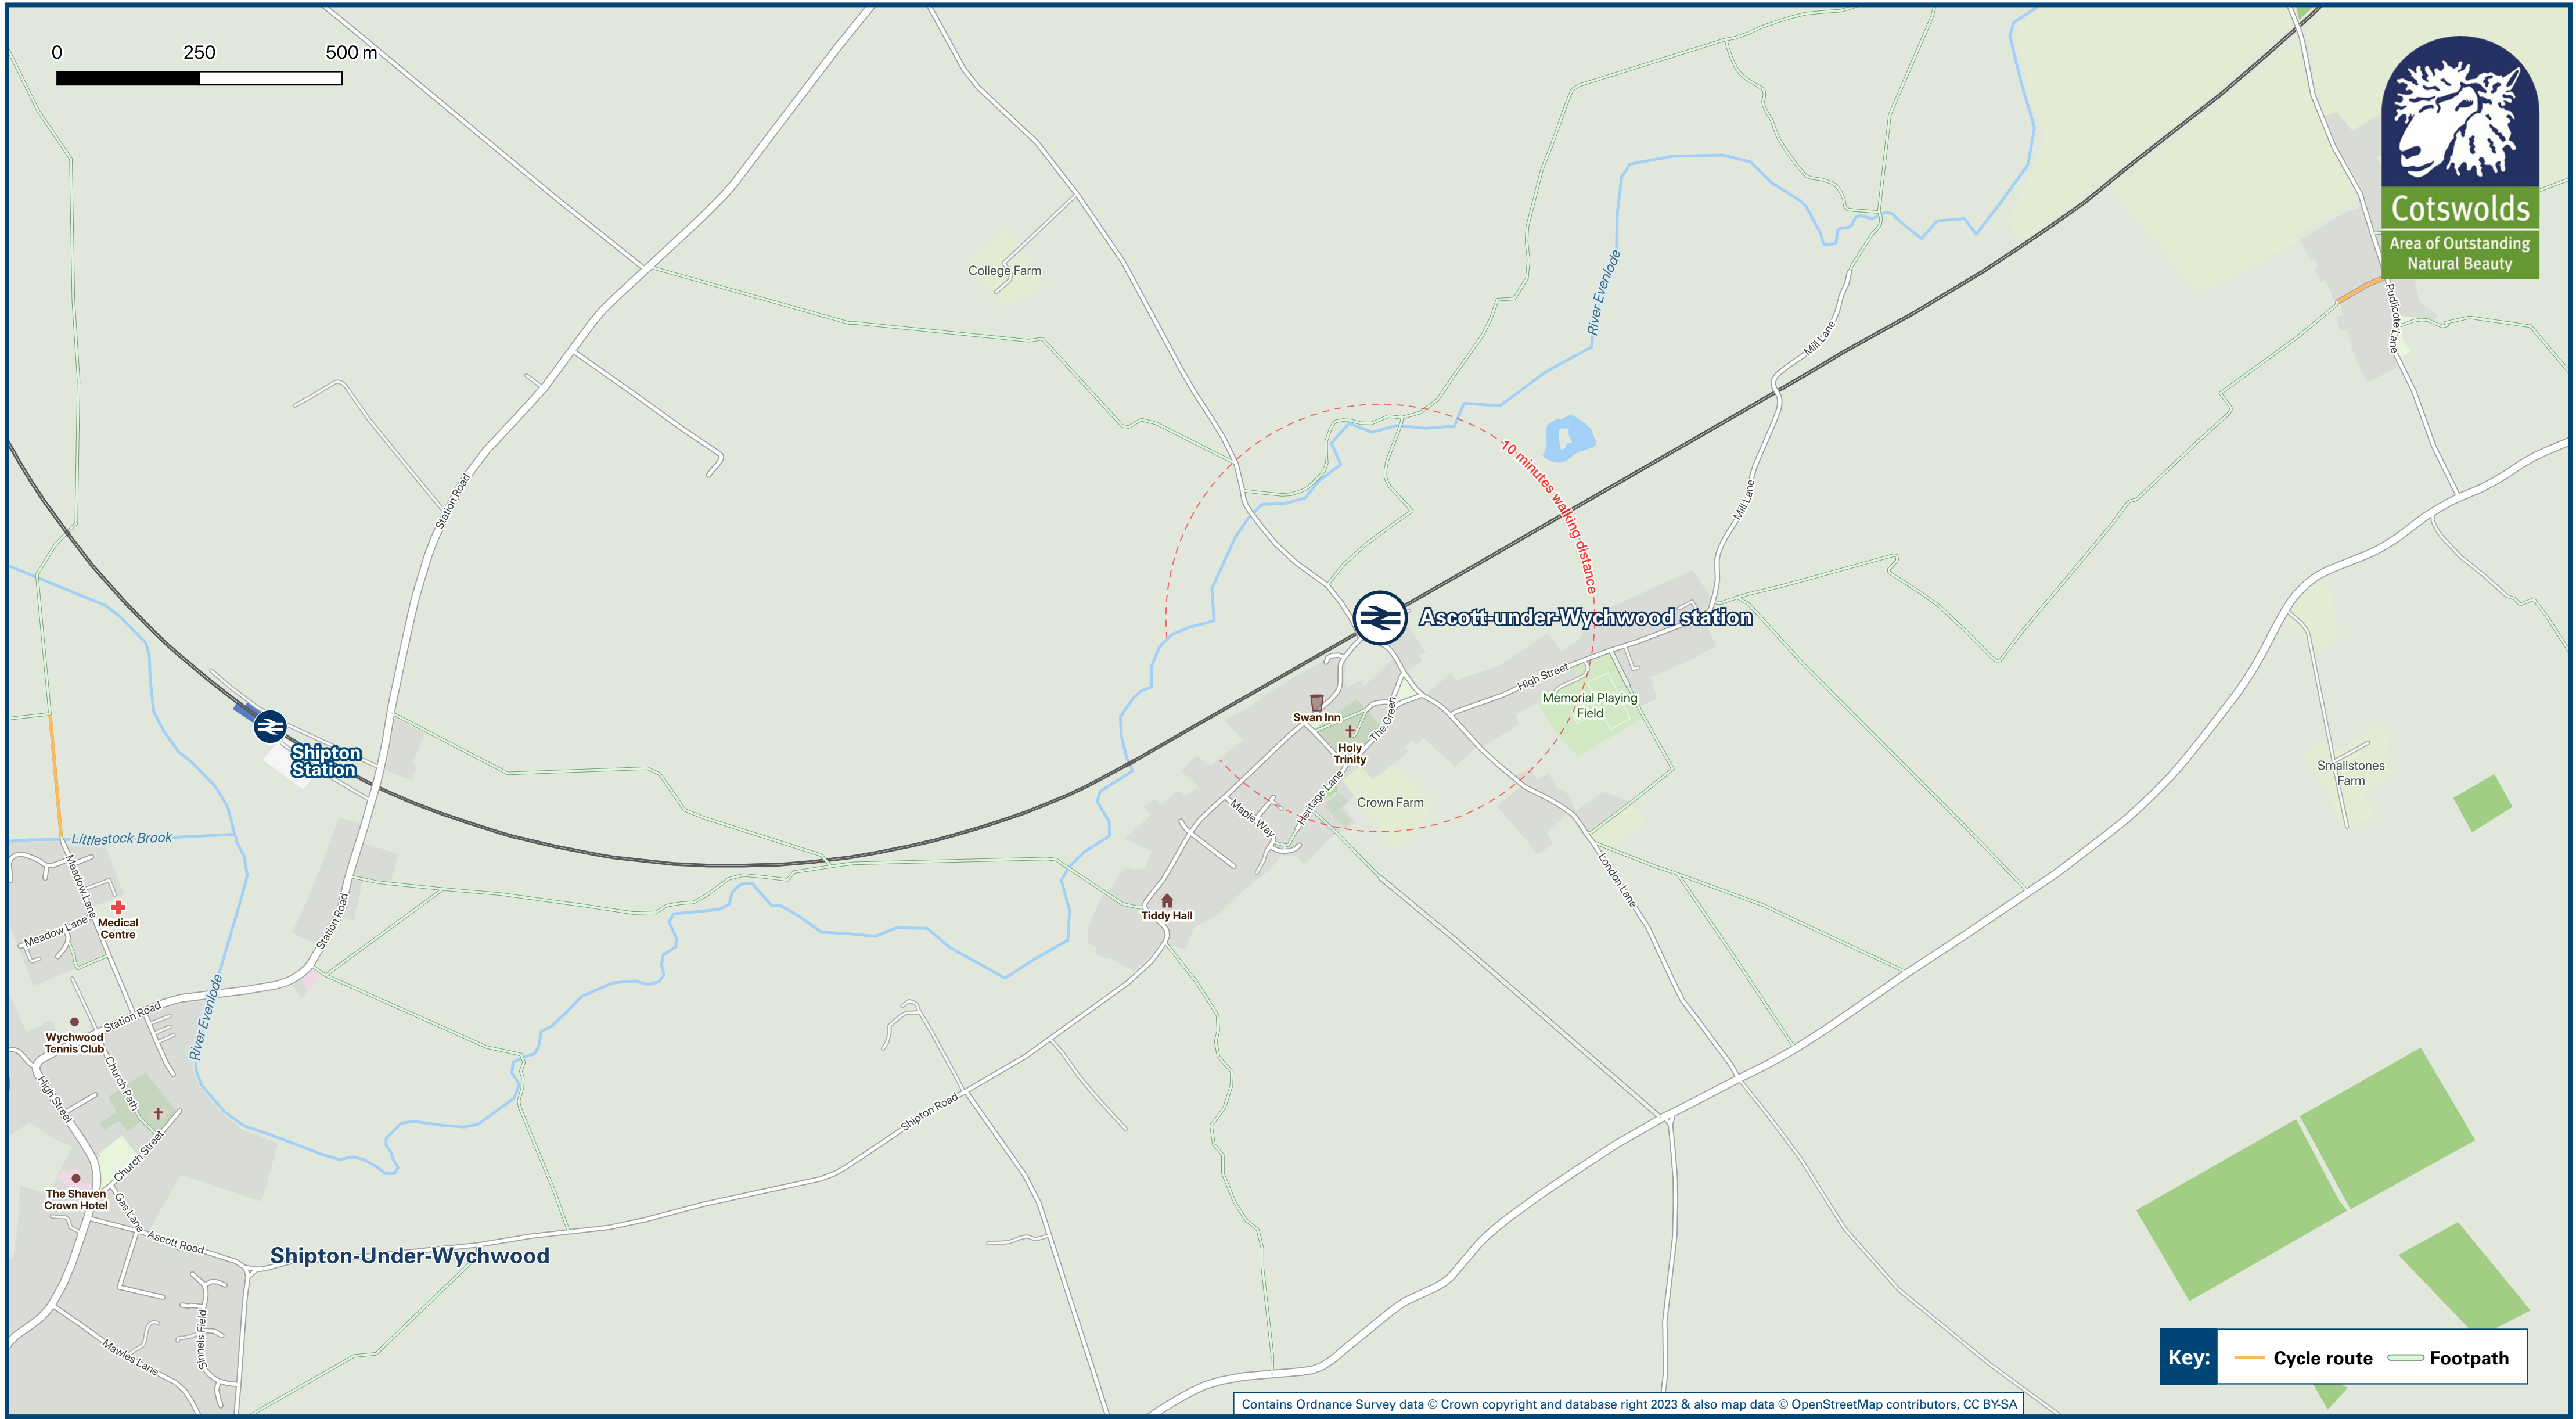 0 250 500 m
Cotswolds
Area of Outstanding
Natural Beauty
College Farm
River Evenlode
Mill Lane
Pudlicote Lane
10 minutes walking distance
Station Road
Mill Lane
Ascott-under-Wychwood station
High Street
Memorial Playing
Field
Swan Inn
The Green
Holy
Trinity
Shipton
Station
Smallstones
Farm
Crown Farm
Heritage Lane
Maple Way
Littlestock Brook
Meadow Lane
Medical
Centre
Meadow Lane
London Lane
Tiddy Hall
Station Road
River Evenlode
Station Road
Wychwood
Tennis Club
Church Path
High Street
Shipton Road
Church Street
The Shaven
Crown Hotel
Gas Lane
Ascott Road
Shipton-Under-Wychwood
Sinnels Field
Mawles Lane
Key: Cycle route Footpath
Contains Ordnance Survey data © Crown copyright and database right 2023 & also map data © OpenStreetMap contributors, CC BY-SA